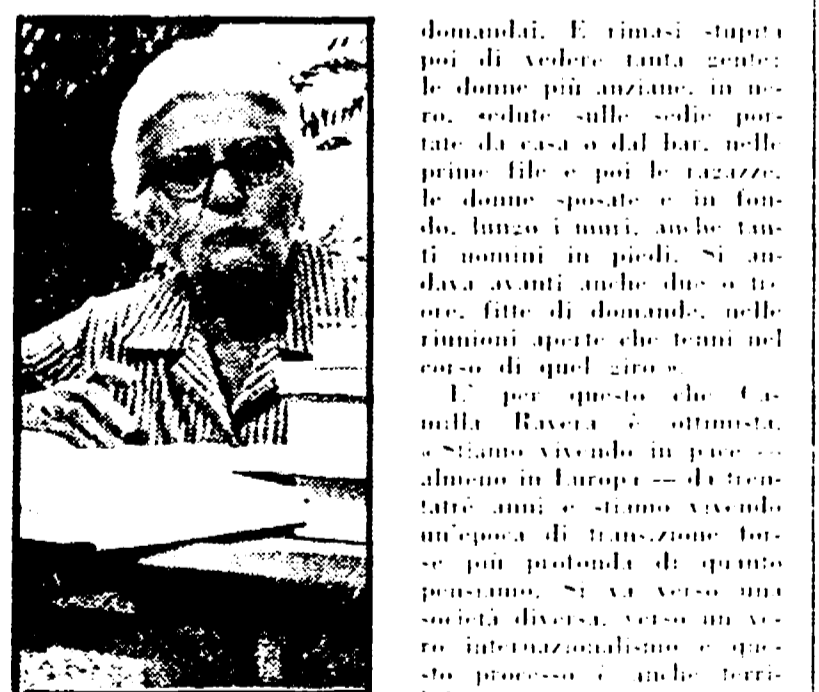 domandai. E rimasi stupita
poi di vedere tanta gente:
le donne più anziane, in ne-
ro, sedute sulle sedie por-
tate da casa o dal bar, nelle
prime file e poi le ragazze,
le donne sposate e in fon-
do, lungo i muri, anche tan-
ti uomini in piedi. Si an-
dava avanti anche due o tre
ore, fitte di domande, nelle
riunioni aperte che tenni nel
corso di quel giro».
E' per questo che Ca-
milla Ravera è ottimista.
«Stiamo vivendo in pace —
almeno in Europa — da tren-
tatré anni e stiamo vivendo
un'epoca di transizione for-
se più profonda di quanto
pensiamo. Si va verso una
società diversa, verso un ve-
ro internazionalismo e que-
sto processo è anche terri-